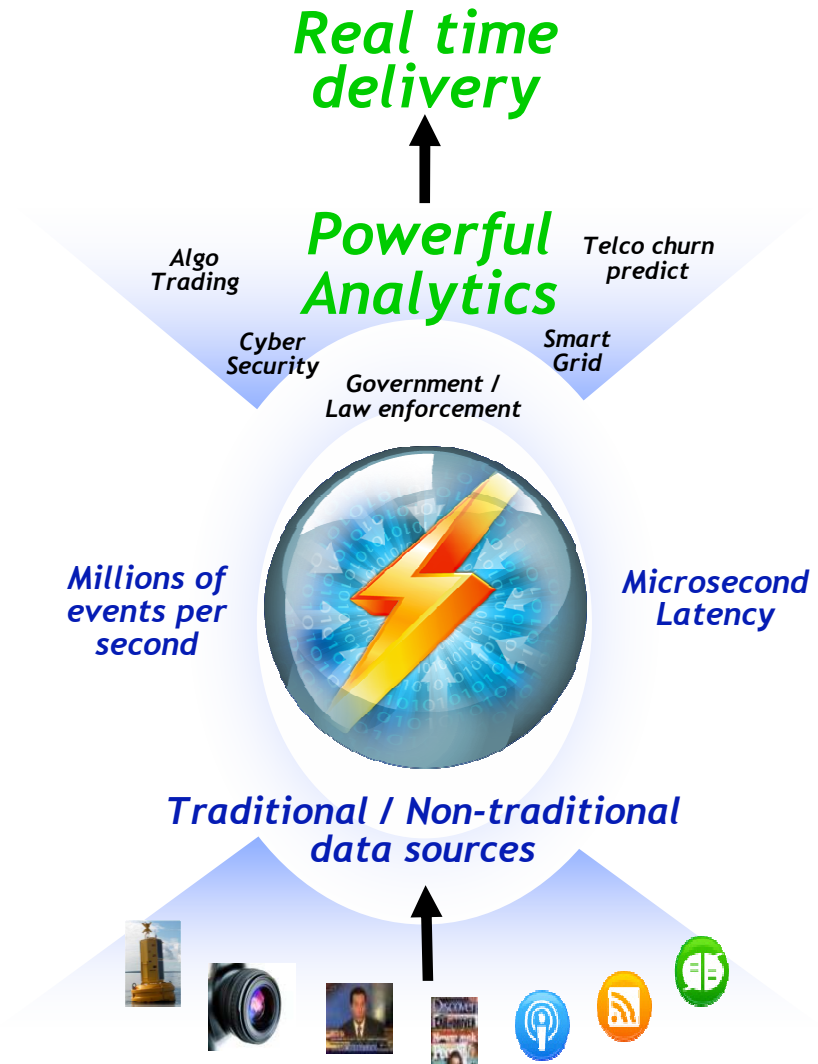 Real time
delivery
Powerful
Analytics
Algo
Trading
Telco churn
predict
Cyber
Security
Smart
Grid
Government /
Law enforcement
Millions of
events per
second
Microsecond
Latency
Traditional / Non-traditional
data sources
Discover